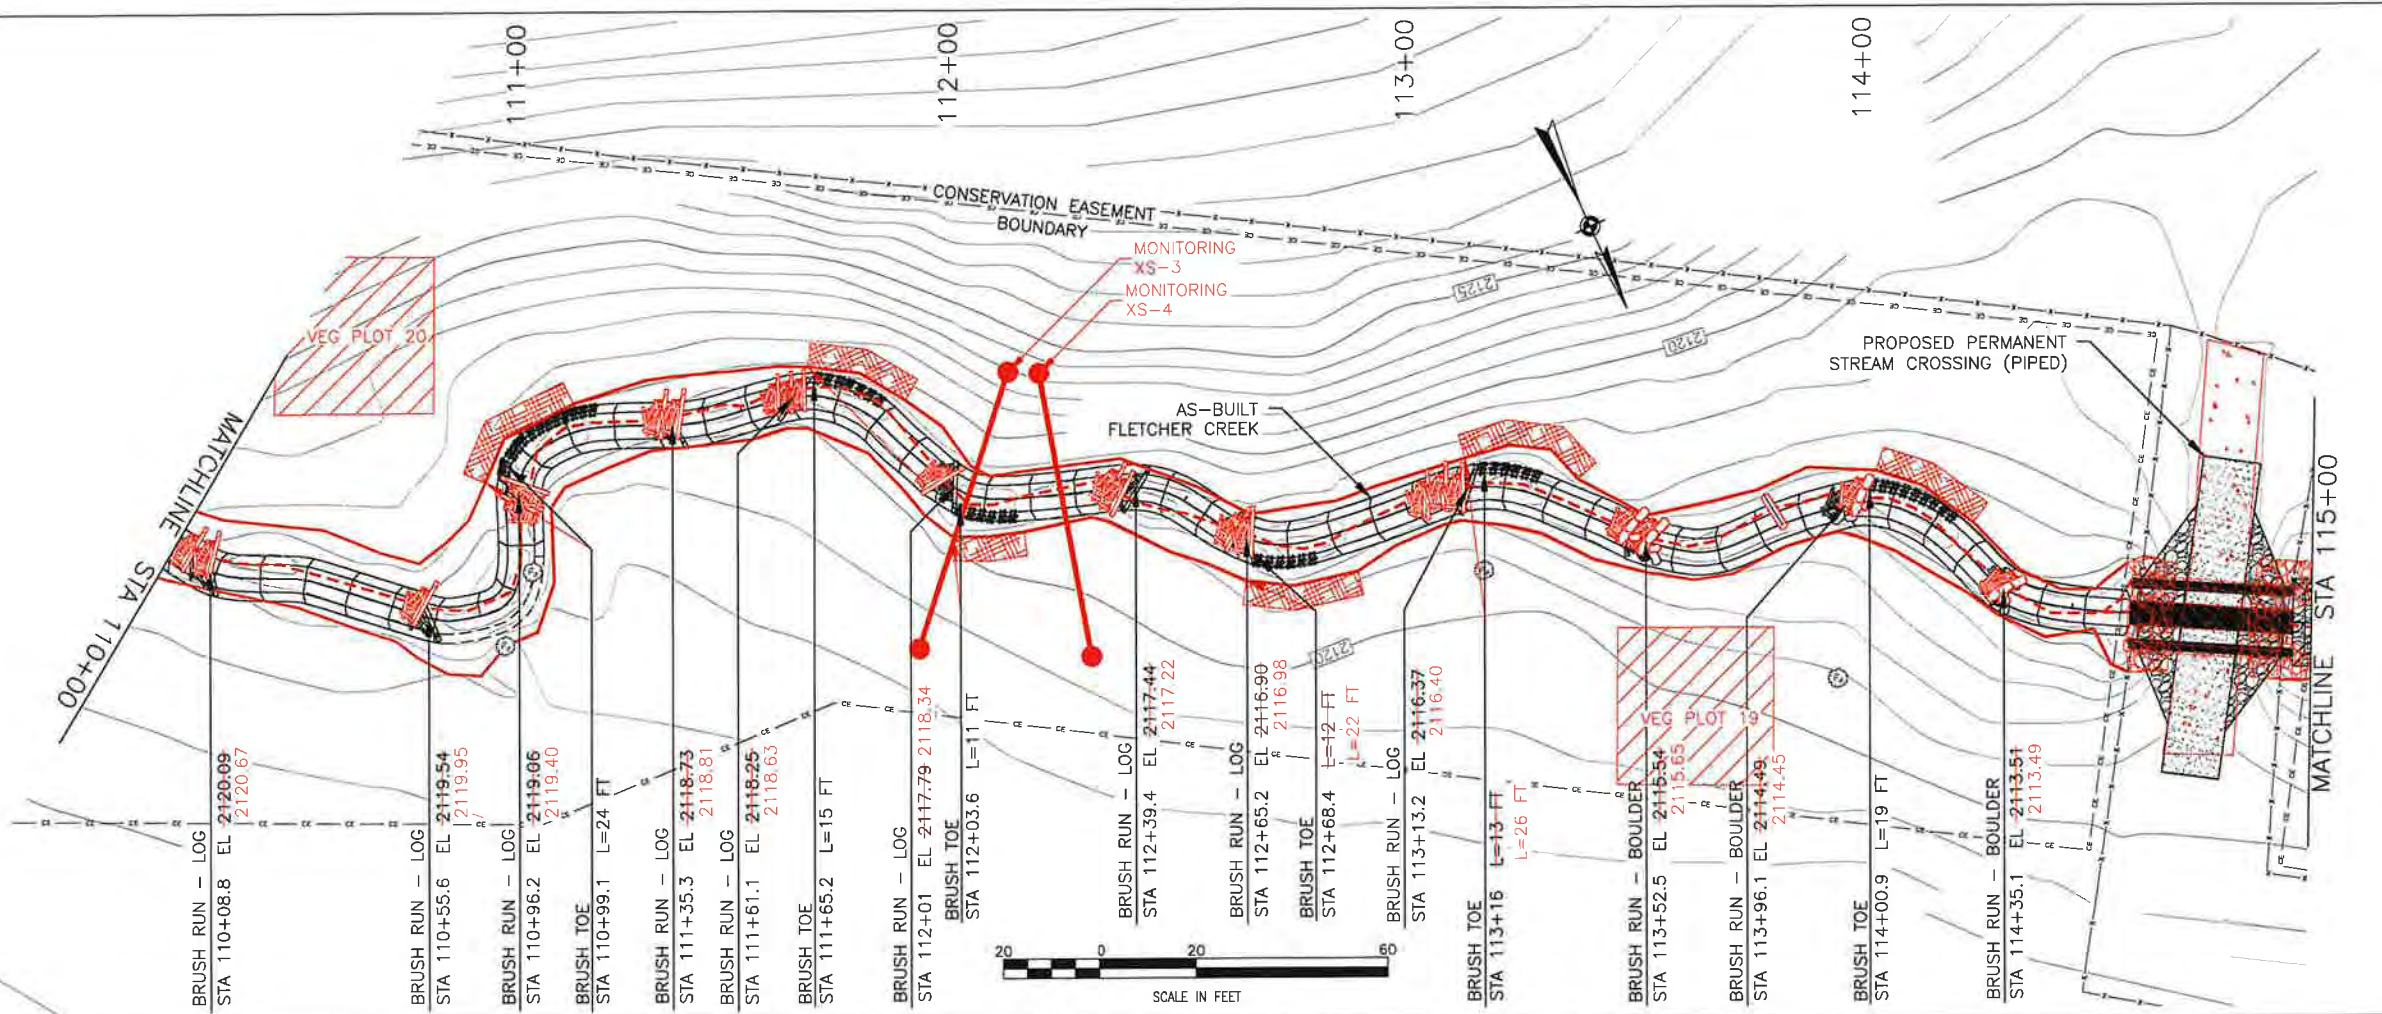 111+00
112+00
113+00
114+00
CONSERVATION EASEMENT
BOUNDARY
MONITORING
XS-3
MONITORING
XS-4
2125
2120
VEG PLOT 20
PROPOSED PERMANENT
STREAM CROSSING (PIPED)
AS-BUILT
FLETCHER CREEK
MATCHLINE
STA 110+00
MATCHLINE STA 115+00
2120
VEG PLOT 19
BRUSH RUN - LOG
STA 110+08.8 EL 2120.09
2120.67
BRUSH RUN - LOG
STA 110+55.6 EL 2119.54
2119.95
BRUSH RUN - LOG
STA 110+96.2 EL 2119.06
2119.40
BRUSH TOE
STA 110+99.1 L=24 FT
BRUSH RUN - LOG
STA 111+35.3 EL 2118.73
2118.81
BRUSH RUN - LOG
STA 111+61.1 EL 2118.25
2118.63
BRUSH TOE
STA 111+65.2 L=15 FT
BRUSH RUN - LOG
STA 112+01 EL 2117.79 2118.34
BRUSH TOE
STA 112+03.6 L=11 FT
BRUSH RUN - LOG
STA 112+39.4 EL 2117.44
2117.22
BRUSH RUN - LOG
STA 112+65.2 EL 2116.90
2116.98
BRUSH TOE
STA 112+68.4 L=12 FT
L=22 FT
BRUSH RUN - LOG
STA 113+13.2 EL 2116.37
2116.40
BRUSH TOE
STA 113+16 L=13 FT
L=26 FT
BRUSH RUN - BOULDER
STA 113+52.5 EL 2115.54
2115.65
BRUSH RUN - BOULDER
STA 113+96.1 EL 2114.49
2114.45
BRUSH TOE
STA 114+00.9 L=19 FT
BRUSH RUN - BOULDER
STA 114+35.1 EL 2113.51
2113.49
20 0 20 60
SCALE IN FEET